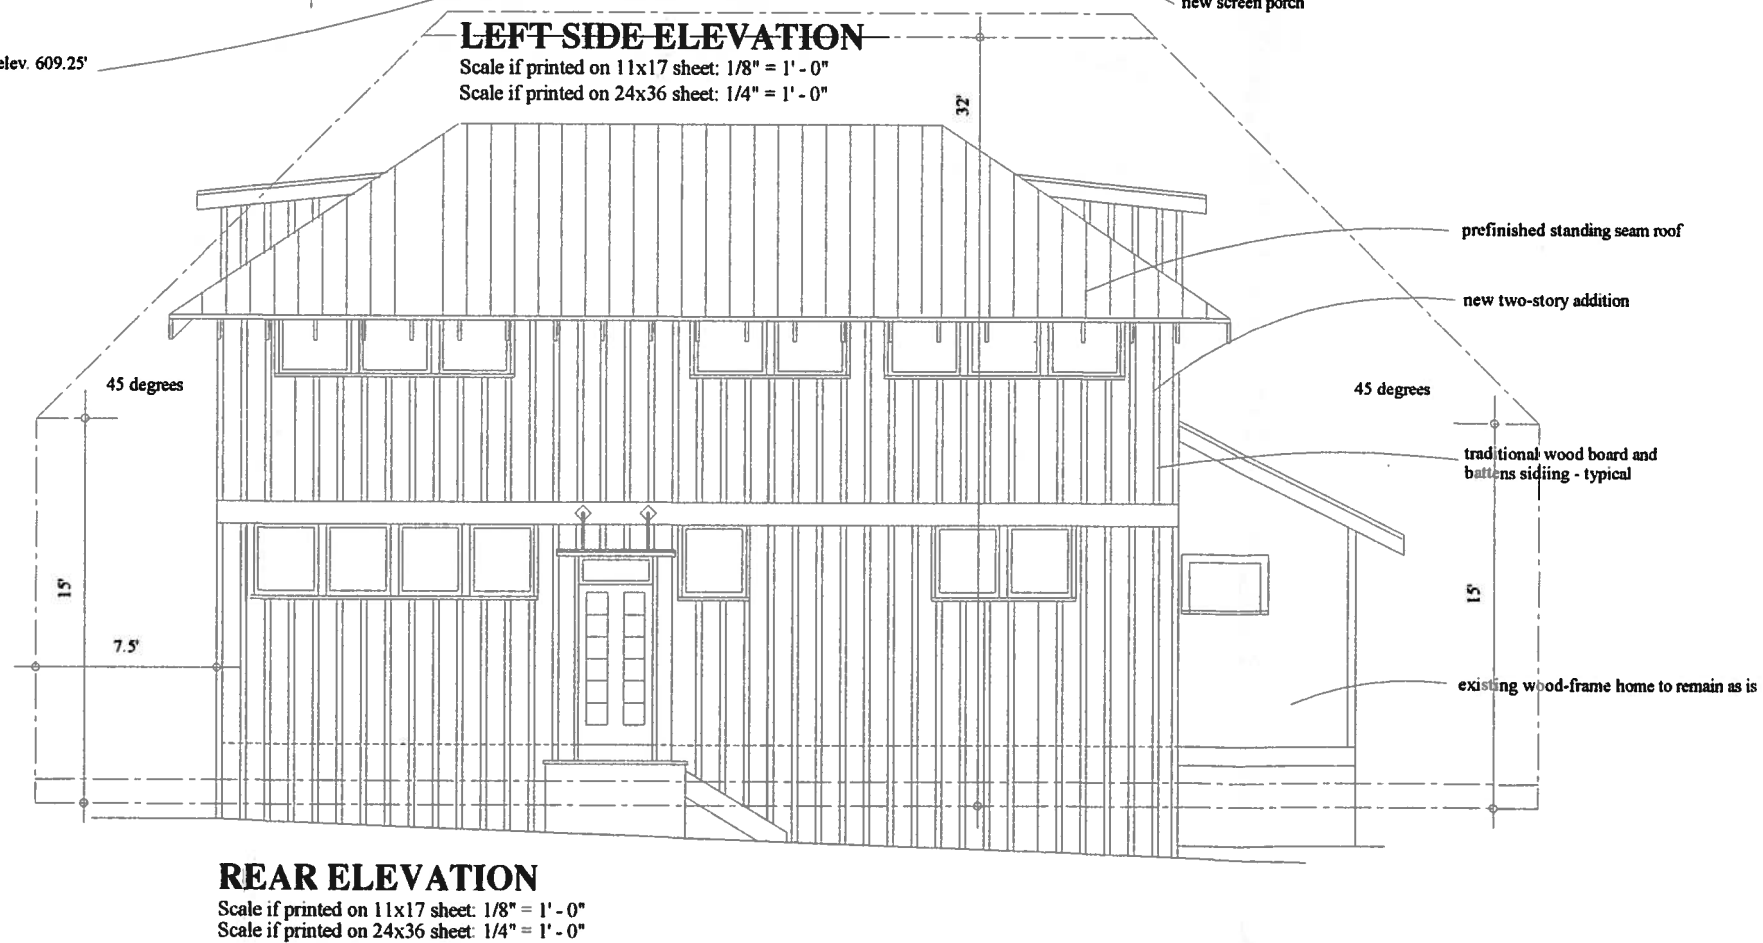 new screen porch
LEFT SIDE ELEVATION
elev. 609.25'
Scale if printed on 11x17 sheet: 1/8" = 1' - 0"
Scale if printed on 24x36 sheet: 1/4" = 1' - 0"
32'
prefinished standing seam roof
new two-story addition
45 degrees
45 degrees
traditional wood board and
battens sidiing - typical
15'
15'
7.5'
existing wood-frame home to remain as is
REAR ELEVATION
Scale if printed on 11x17 sheet: 1/8" = 1' - 0"
Scale if printed on 24x36 sheet: 1/4" = 1' - 0"